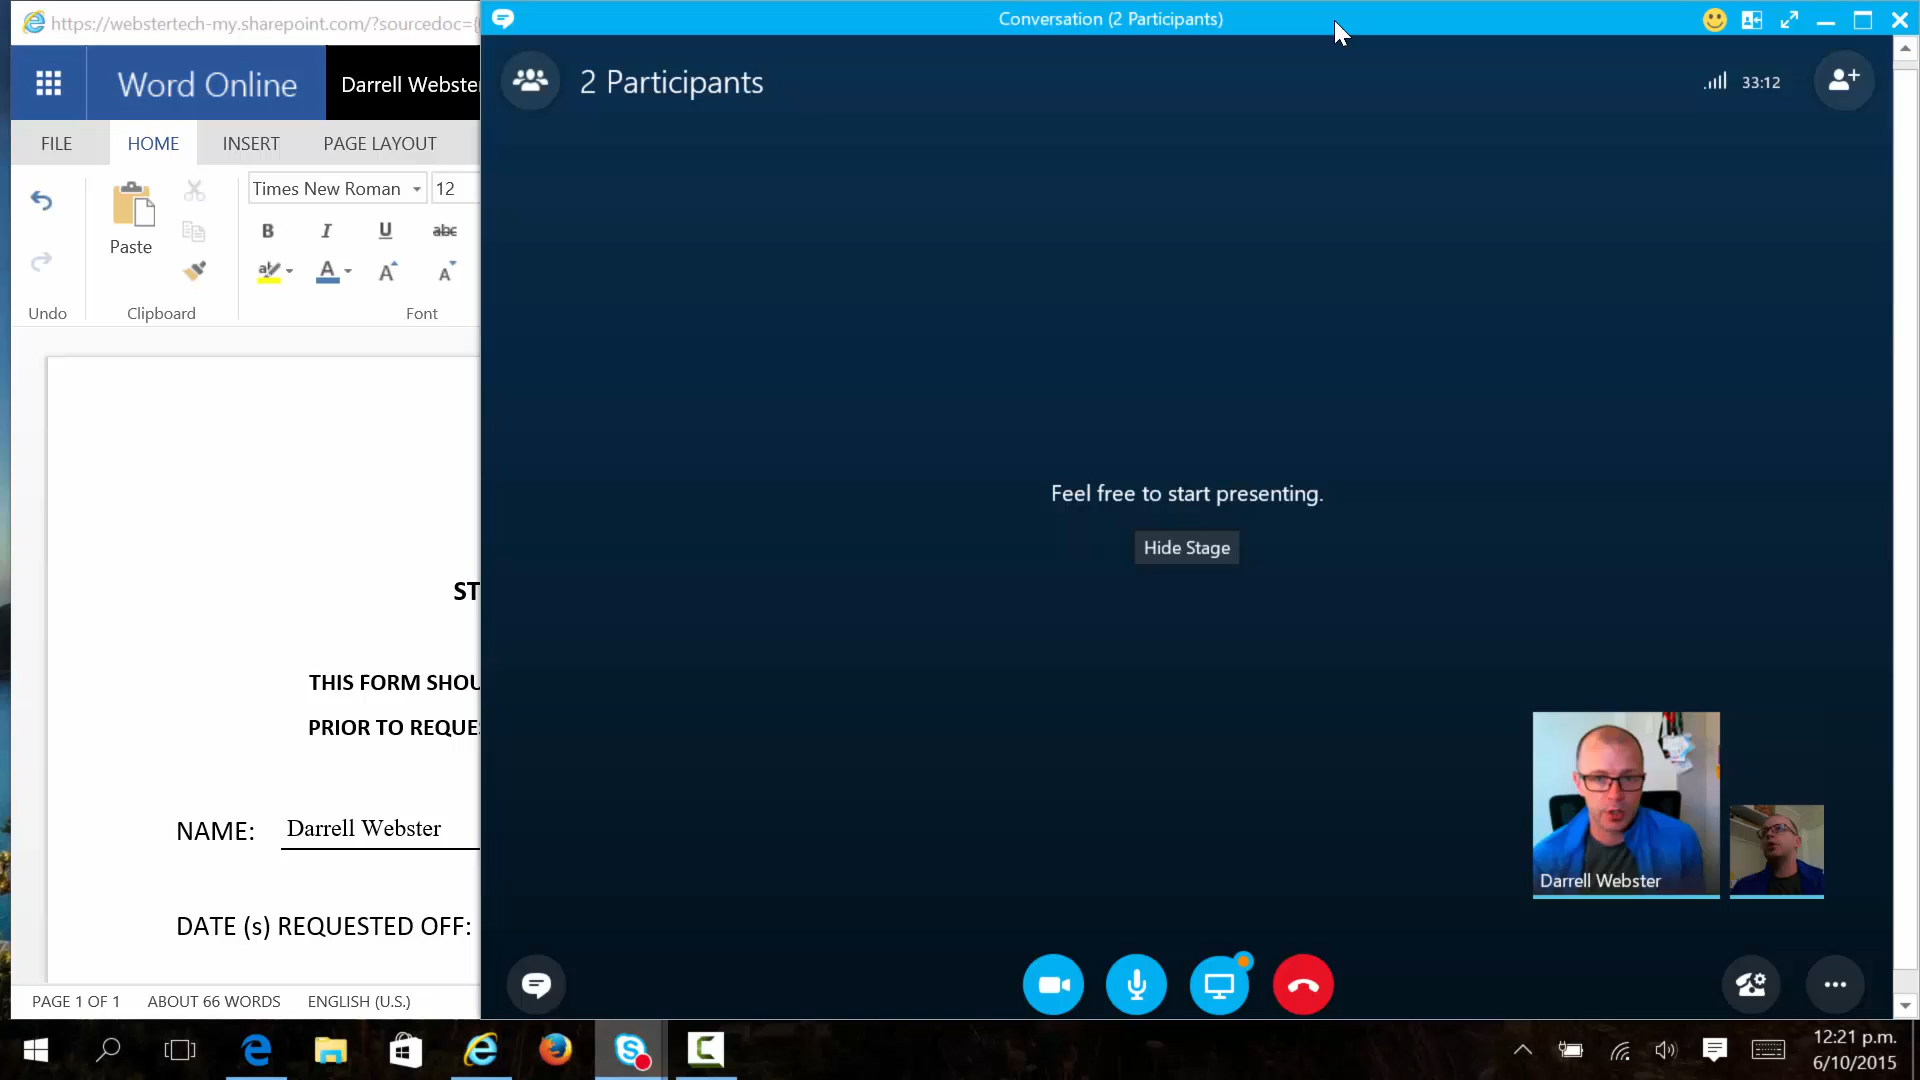 https://webstertech-my.sharepoint.com/?sourcedoc={
Conversation (2 Participants)
Word Online
Darrell Webste
2 Participants
33:12
FILE
HOME
INSERT
PAGE LAYOUT
Times New Roman
12
B
I
U
abc
Paste
ab
A
A
A
Undo
Clipboard
Font
Feel free to start presenting.
Hide Stage
ST
THIS FORM SHOU
PRIOR TO REQUE
NAME: Darrell Webster
Darrell Webster
DATE (s) REQUESTED OFF:
PAGE 1 OF 1
ABOUT 66 WORDS
ENGLISH (U.S.)
12:21 p.m.
6/10/2015